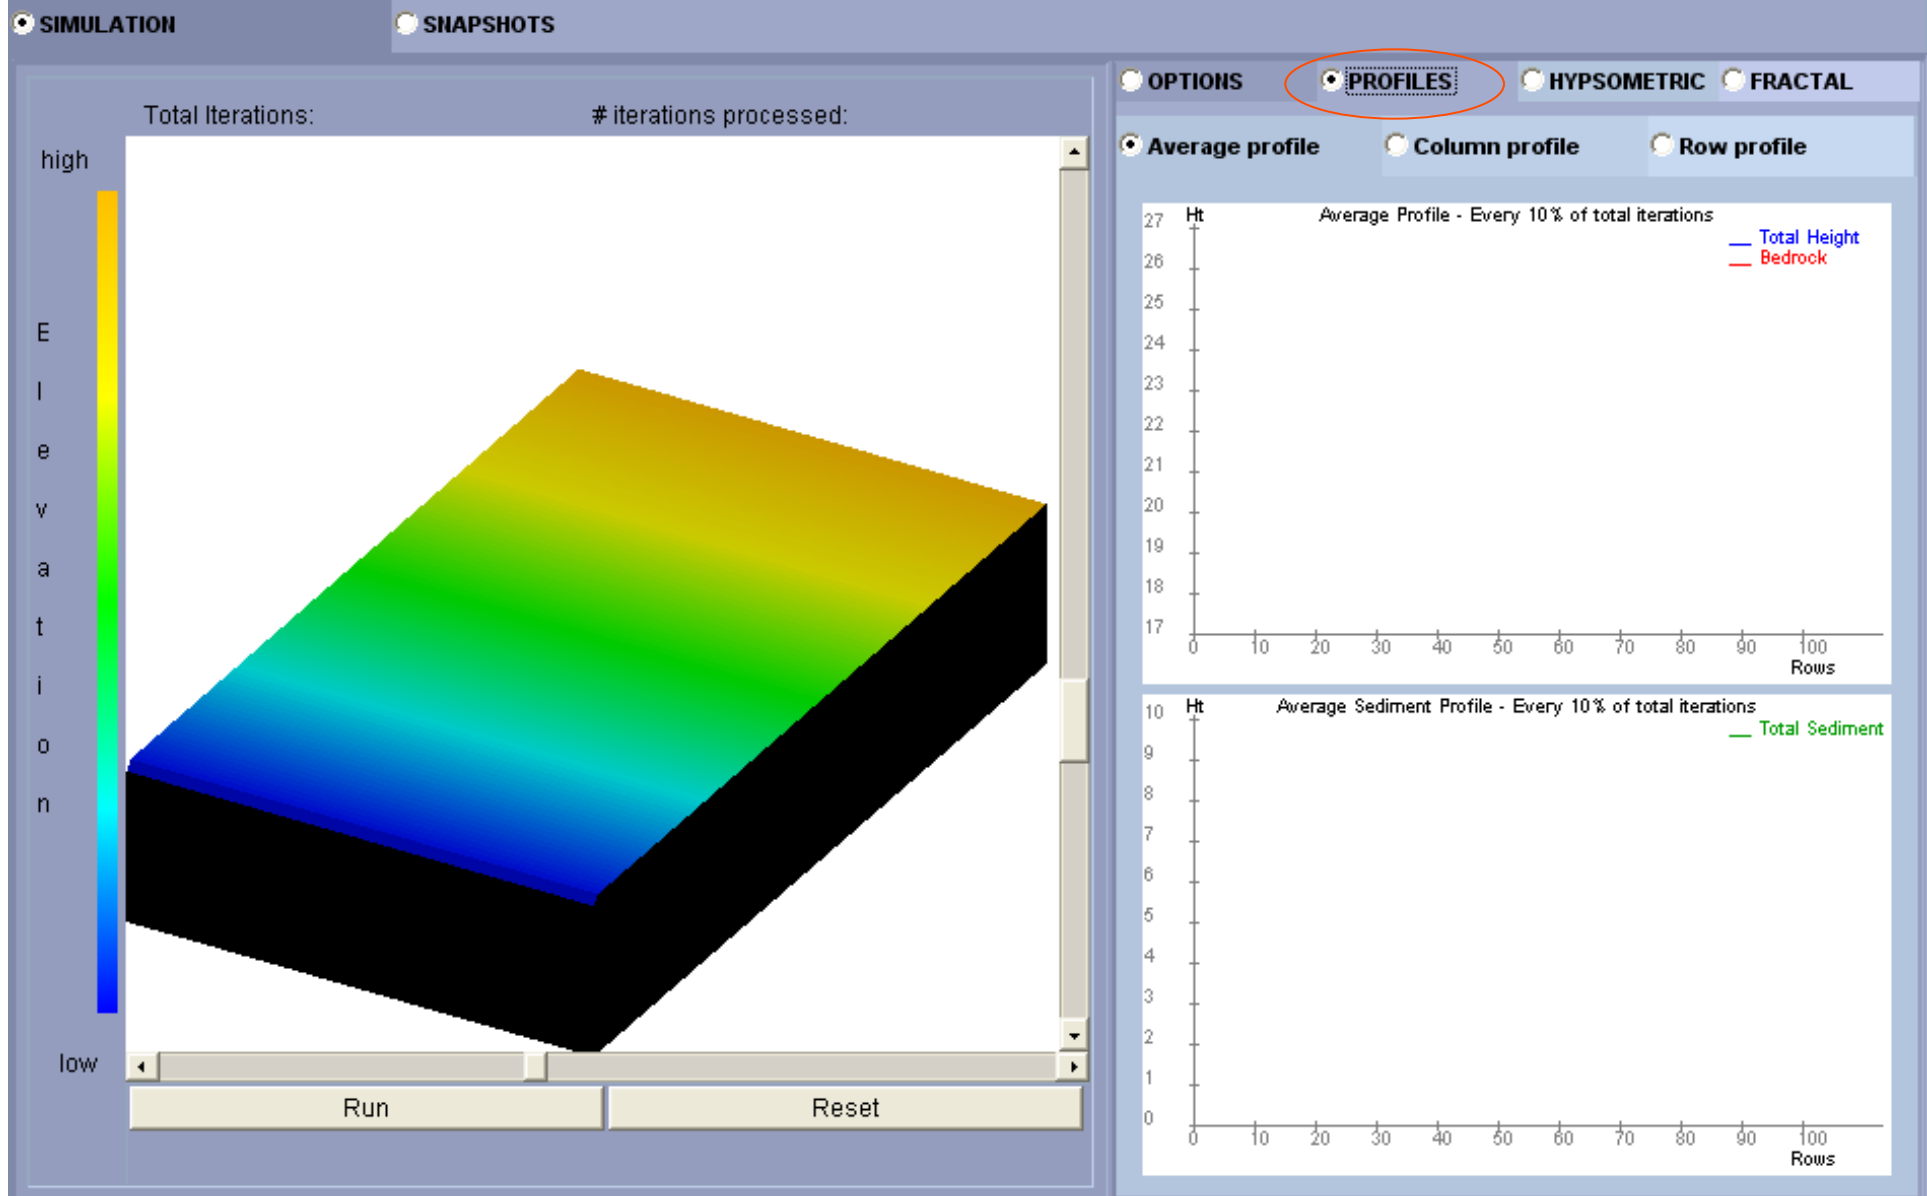 SIMULATION SNAPSHOTS
OPTIONS PROFILES HYPSOMETRIC FRACTAL
Total Iterations: # iterations processed:
Average profile Column profile Row profile
high
E
l
e
v
a
t
i
o
n
low
Run Reset
Ht Average Profile - Every 10% of total iterations
Total Height
Bedrock
27
26
25
24
23
22
21
20
19
18
17
0 10 20 30 40 50 60 70 80 90 100
Rows
Ht Average Sediment Profile - Every 10% of total iterations
Total Sediment
10
9
8
7
6
5
4
3
2
1
0
0 10 20 30 40 50 60 70 80 90 100
Rows